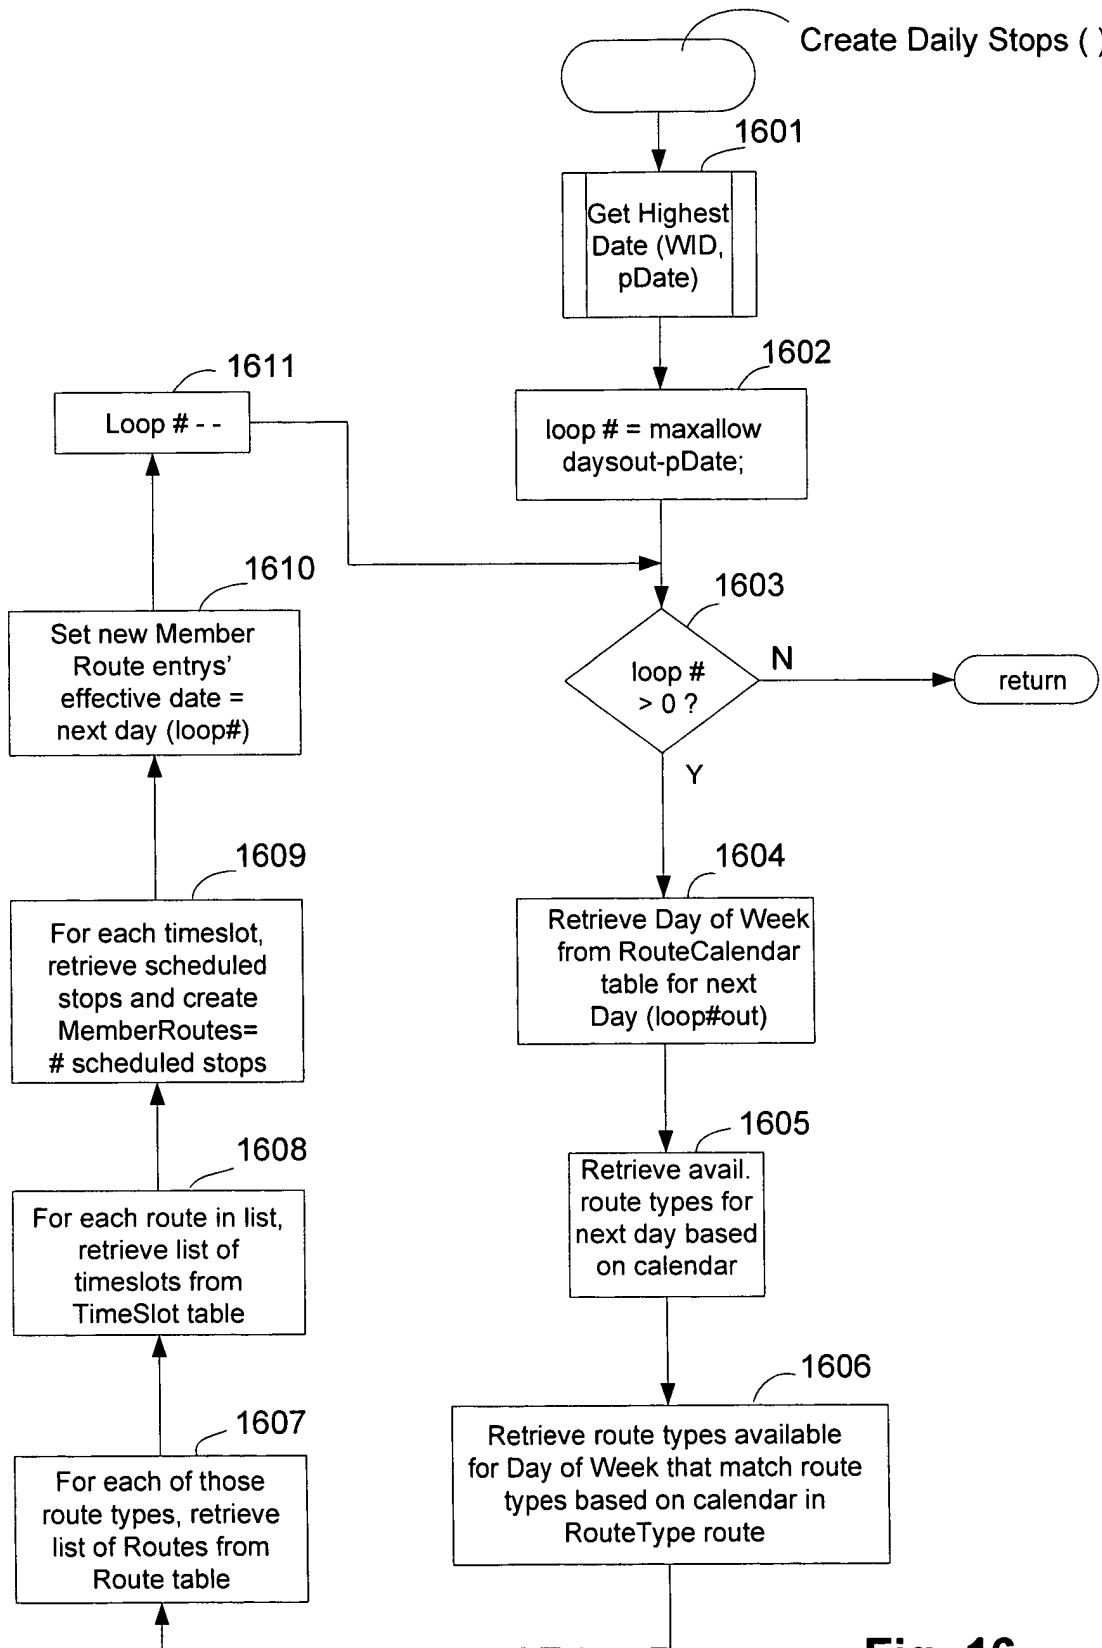 Create Daily Stops ( )
1601
Get Highest
Date (WID,
pDate)
1602
loop # = maxallow
daysout-pDate;
1603
loop #
> 0 ?
N
return
Y
1604
Retrieve Day of Week
from RouteCalendar
table for next
Day (loop#out)
1605
Retrieve avail.
route types for
next day based
on calendar
1606
Retrieve route types available
for Day of Week that match route
types based on calendar in
RouteType route
1607
For each of those
route types, retrieve
list of Routes from
Route table
1608
For each route in list,
retrieve list of
timeslots from
TimeSlot table
1609
For each timeslot,
retrieve scheduled
stops and create
MemberRoutes=
# scheduled stops
1610
Set new Member
Route entrys'
effective date =
next day (loop#)
1611
Loop # - -
Fig. 16